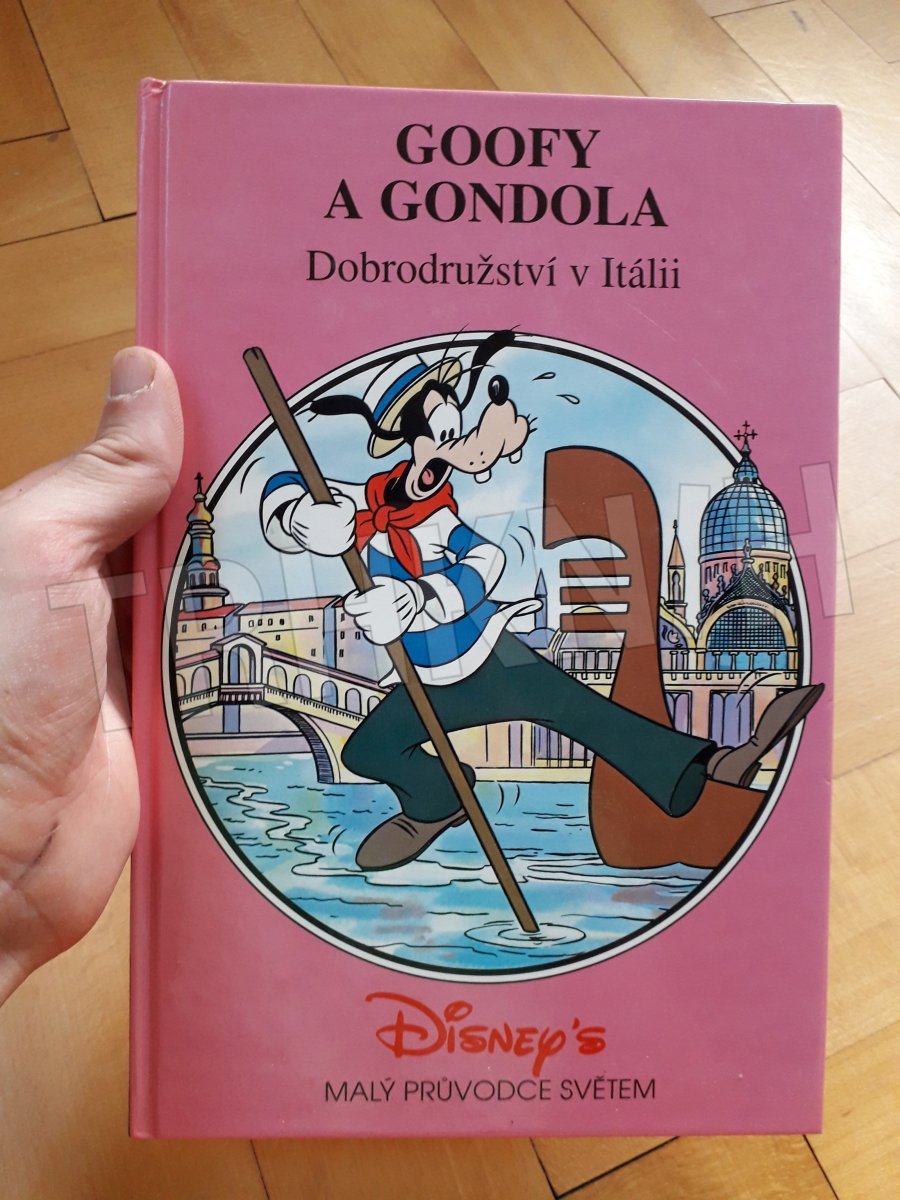 GOOFY
A GONDOLA
Dobrodružství v Itálii
Disney's
MALÝ PRŮVODCE SVĚTEM